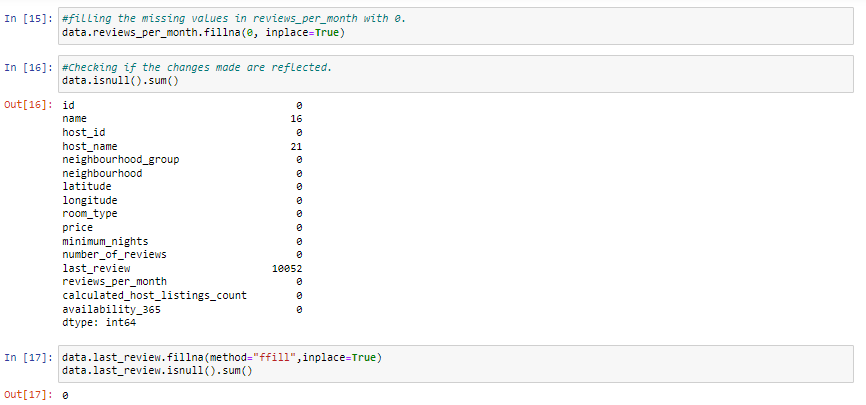 In [15]: #filling the missing values in reviews_per_month with 0.
data.reviews_per_month.fillna(0, inplace=True)
In [16]: #Checking if the changes made are reflected.
data.isnull().sum()
Out[16]: id 0
name 16
host_id 0
host_name 21
neighbourhood_group 0
neighbourhood 0
latitude 0
longitude 0
room_type 0
price 0
minimum_nights 0
number_of_reviews 0
last_review 10052
reviews_per_month 0
calculated_host_listings_count 0
availability_365 0
dtype: int64
In [17]: data.last_review.fillna(method="ffill",inplace=True)
data.last_review.isnull().sum()
Out[17]: 0